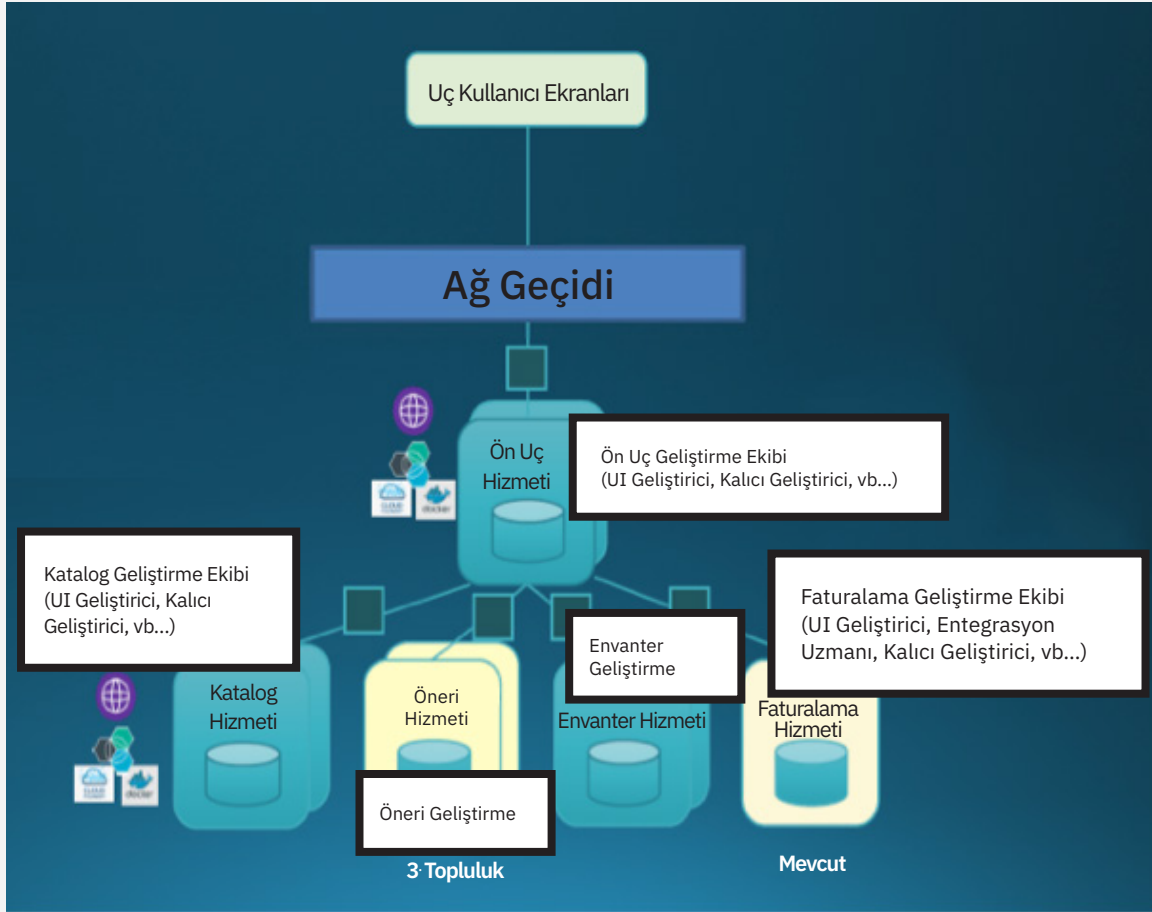 Uç Kullanıcı Ekranları
Ağ Geçidi
Ön Uç
Hizmeti
Ön Uç Geliştirme Ekibi
(UI Geliştirici, Kalıcı Geliştirici, vb...)
docker
Katalog Geliştirme Ekibi
(UI Geliştirici, Kalıcı
Geliştirici, vb...)
Envanter
Geliştirme
Faturalama Geliştirme Ekibi
(UI Geliştirici, Entegrasyon
Uzmanı, Kalıcı Geliştirici, vb...)
Katalog
Hizmeti
Öneri
Hizmeti
Envanter Hizmeti
Faturalama
Hizmeti
docker
Öneri Geliştirme
3. Topluluk
Mevcut